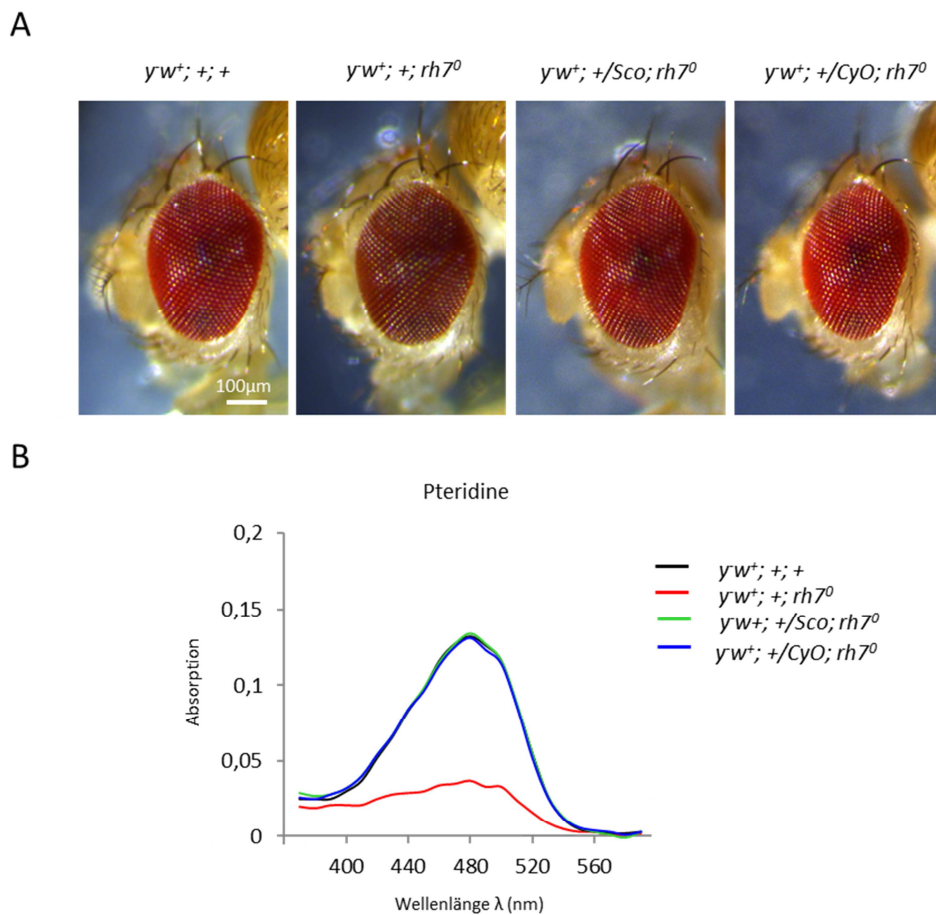 A
y⁻w⁺; +; +
y⁻w⁺; +; rh7⁰
y⁻w⁺; +/Sco; rh7⁰
y⁻w⁺; +/CyO; rh7⁰
100µm
B
Pteridine
0,2
0,15
0,1
0,05
0
Absorption
400 440 480 520 560
Wellenlänge λ (nm)
y⁻w⁺; +; +
y⁻w⁺; +; rh7⁰
y⁻w+; +/Sco; rh7⁰
y⁻w⁺; +/CyO; rh7⁰